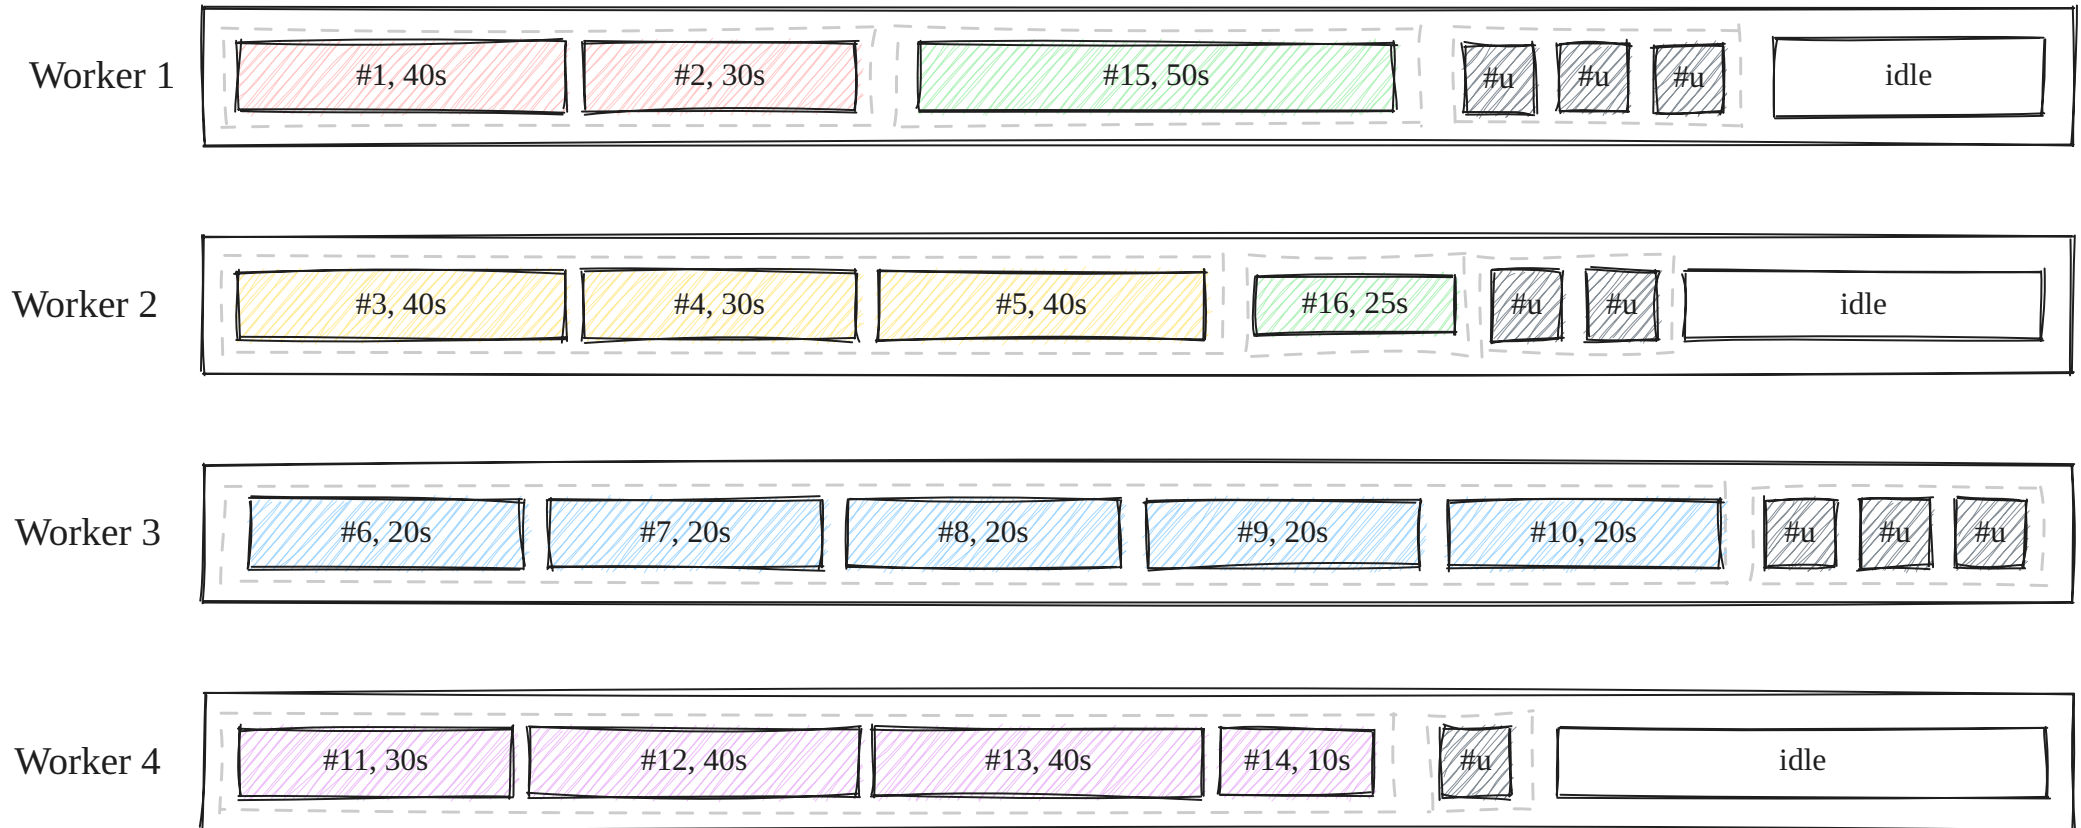 Worker 1 #1, 40s #2, 30s #15, 50s #u #u #u idle
Worker 2 #3, 40s #4, 30s #5, 40s #16, 25s #u #u idle
Worker 3 #6, 20s #7, 20s #8, 20s #9, 20s #10, 20s #u #u #u
Worker 4 #11, 30s #12, 40s #13, 40s #14, 10s #u idle